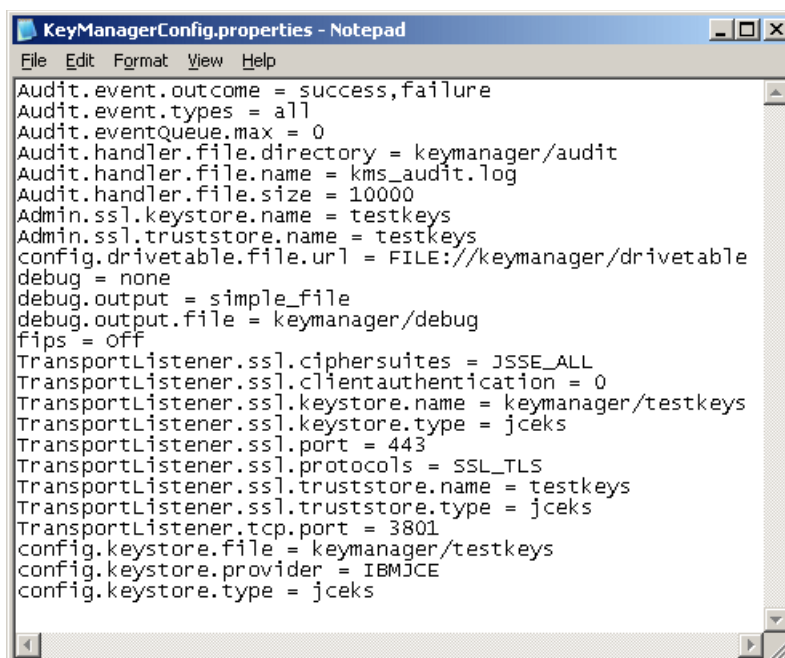 KeyManagerConfig.properties - Notepad
File Edit Format View Help
Audit.event.outcome = success,failure
Audit.event.types = all
Audit.eventQueue.max = 0
Audit.handler.file.directory = keymanager/audit
Audit.handler.file.name = kms_audit.log
Audit.handler.file.size = 10000
Admin.ssl.keystore.name = testkeys
Admin.ssl.truststore.name = testkeys
config.drivetable.file.url = FILE://keymanager/drivetable
debug = none
debug.output = simple_file
debug.output.file = keymanager/debug
fips = Off
TransportListener.ssl.ciphersuites = JSSE_ALL
TransportListener.ssl.clientauthentication = 0
TransportListener.ssl.keystore.name = keymanager/testkeys
TransportListener.ssl.keystore.type = jceks
TransportListener.ssl.port = 443
TransportListener.ssl.protocols = SSL_TLS
TransportListener.ssl.truststore.name = testkeys
TransportListener.ssl.truststore.type = jceks
TransportListener.tcp.port = 3801
config.keystore.file = keymanager/testkeys
config.keystore.provider = IBMJCE
config.keystore.type = jceks